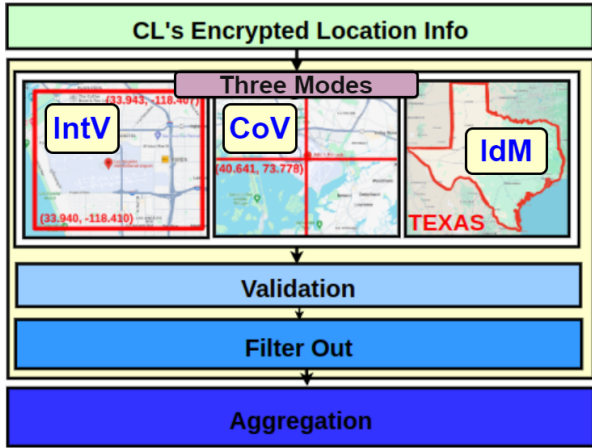 CL's Encrypted Location Info
Three Modes
(33.943, -118.407)
IntV
(33.940, -118.410)
CoV
(40.641, 73.778)
IdM
TEXAS
Validation
Filter Out
Aggregation